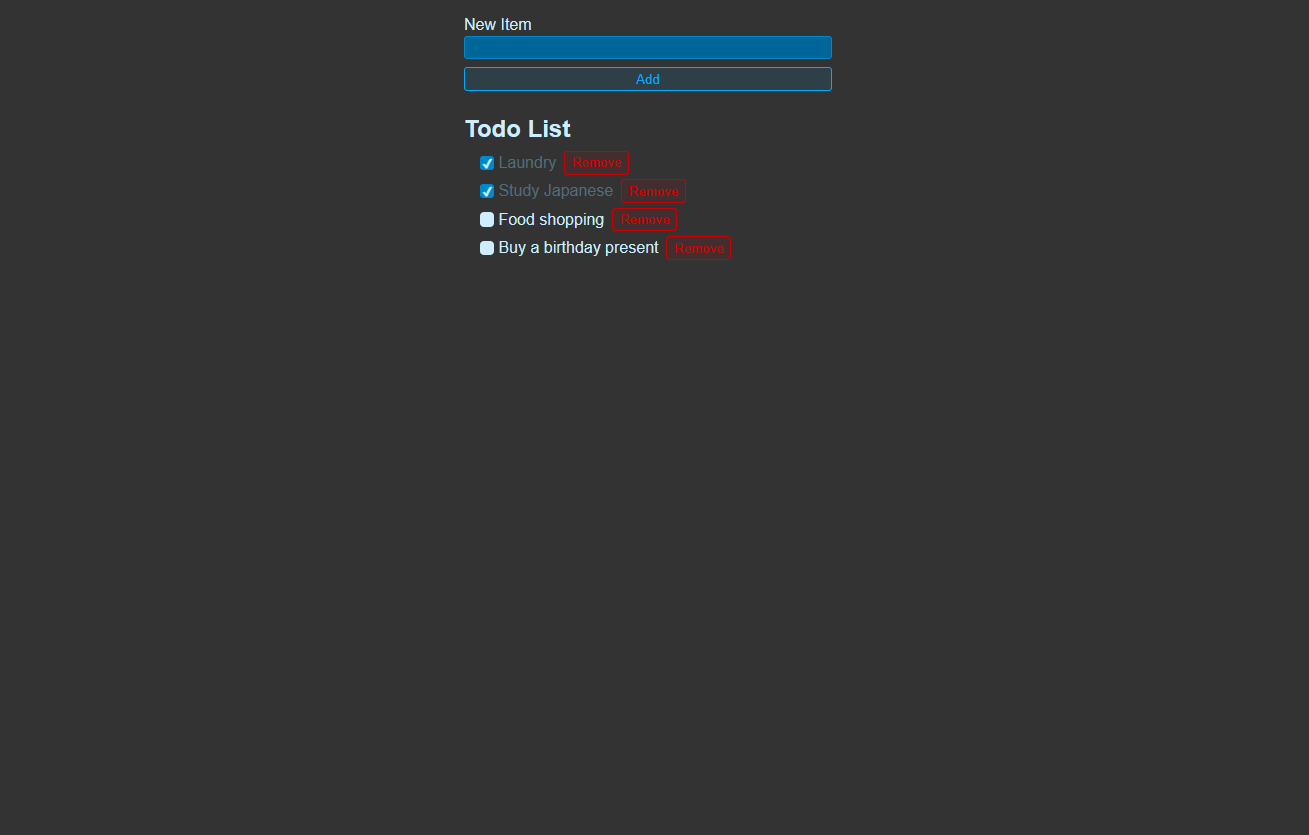 New Item
Add
Todo List
Laundry Remove
Study Japanese Remove
Food shopping Remove
Buy a birthday present Remove